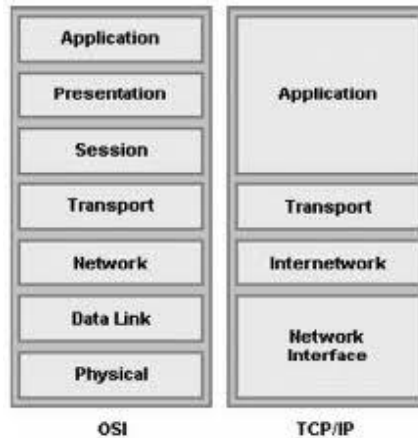 Application
Presentation
Session
Transport
Network
Data Link
Physical
OSI
Application
Transport
Internetwork
Network
Interface
TCP/IP